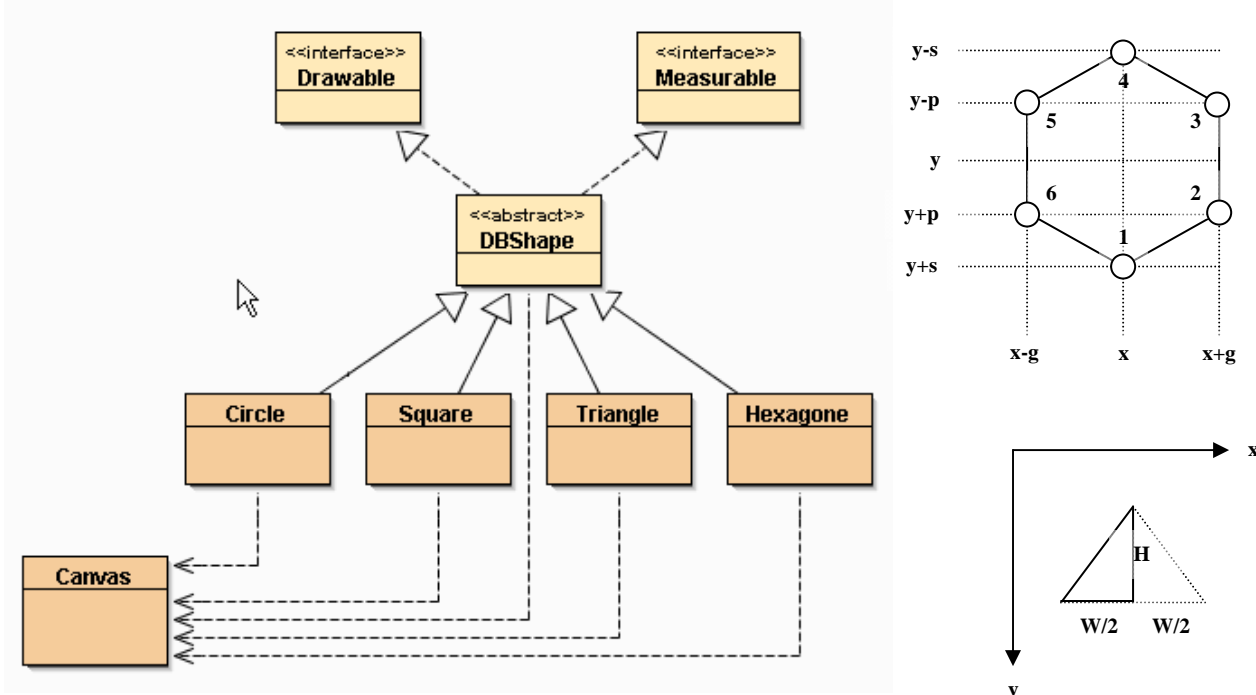 <<interface>>
Drawable
<<interface>>
Measurable
<<abstract>>
DBShape
Circle
Square
Triangle
Hexagone
Canvas
y-s
4
y-p
5 3
y
6 2
y+p
1
y+s
x-g x x+g
x
H
W/2 W/2
y